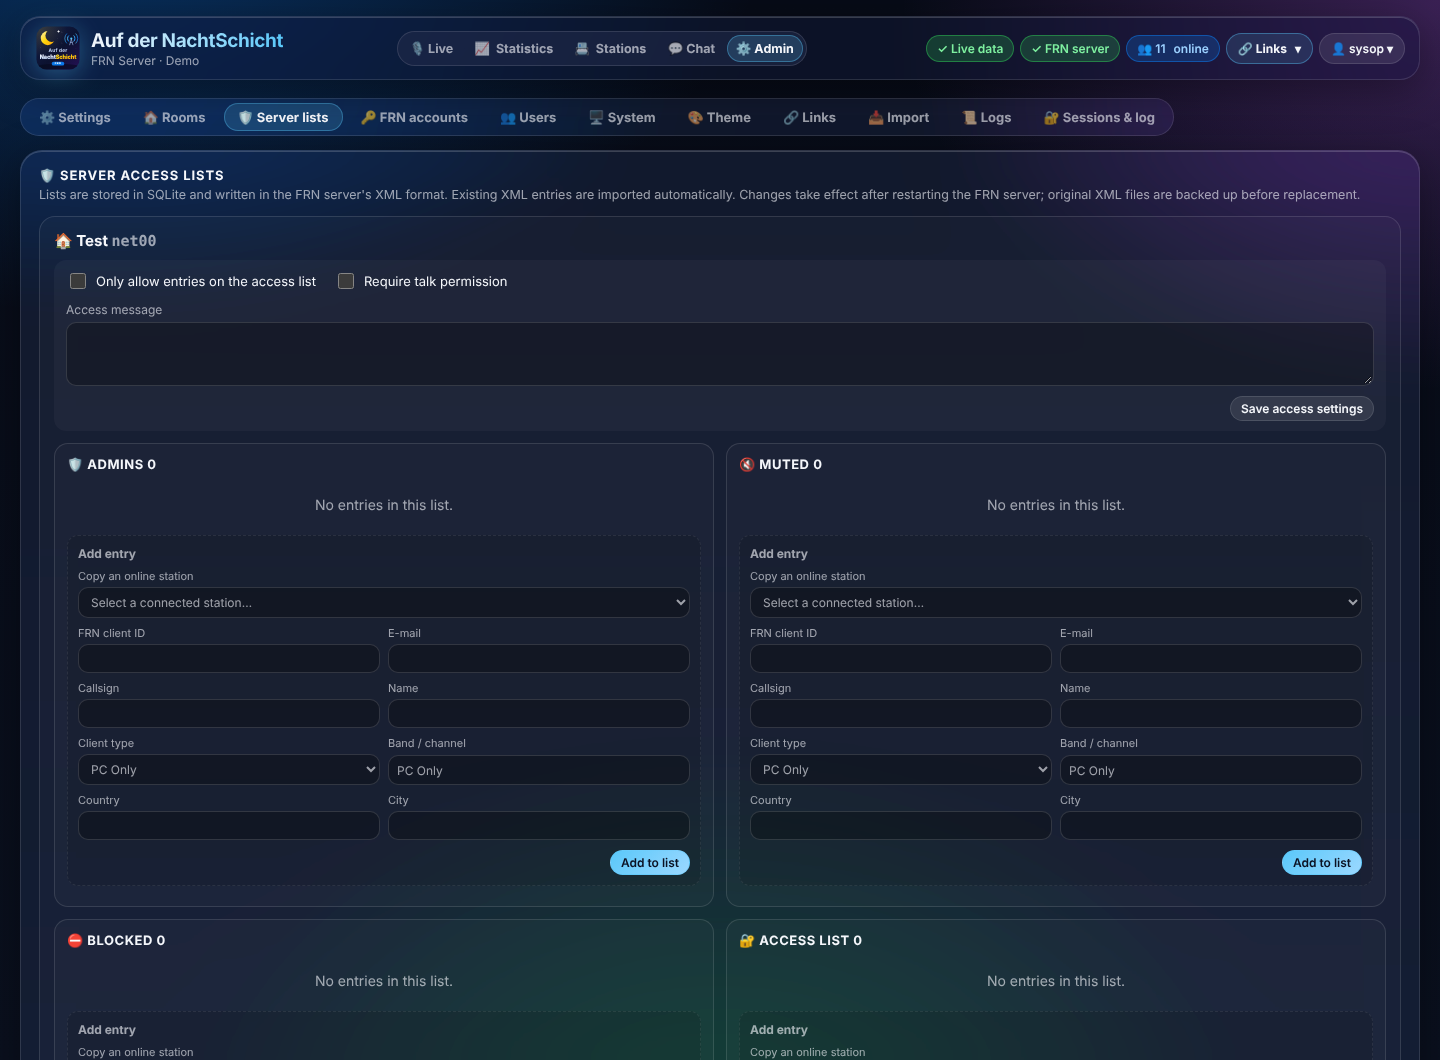 Auf der NachtSchicht
FRN Server · Demo
Live
Statistics
Stations
Chat
Admin
✓ Live data
✓ FRN server
11 online
Links ▾
sysop ▾
Settings
Rooms
Server lists
FRN accounts
Users
System
Theme
Links
Import
Logs
Sessions & log
SERVER ACCESS LISTS
Lists are stored in SQLite and written in the FRN server's XML format. Existing XML entries are imported automatically. Changes take effect after restarting the FRN server; original XML files are backed up before replacement.
Test net00
Only allow entries on the access list
Require talk permission
Access message
Save access settings
ADMINS 0
No entries in this list.
Add entry
Copy an online station
Select a connected station...
FRN client ID
E-mail
Callsign
Name
Client type
Band / channel
PC Only
PC Only
Country
City
Add to list
MUTED 0
No entries in this list.
Add entry
Copy an online station
Select a connected station...
FRN client ID
E-mail
Callsign
Name
Client type
Band / channel
PC Only
PC Only
Country
City
Add to list
BLOCKED 0
No entries in this list.
Add entry
Copy an online station
ACCESS LIST 0
No entries in this list.
Add entry
Copy an online station